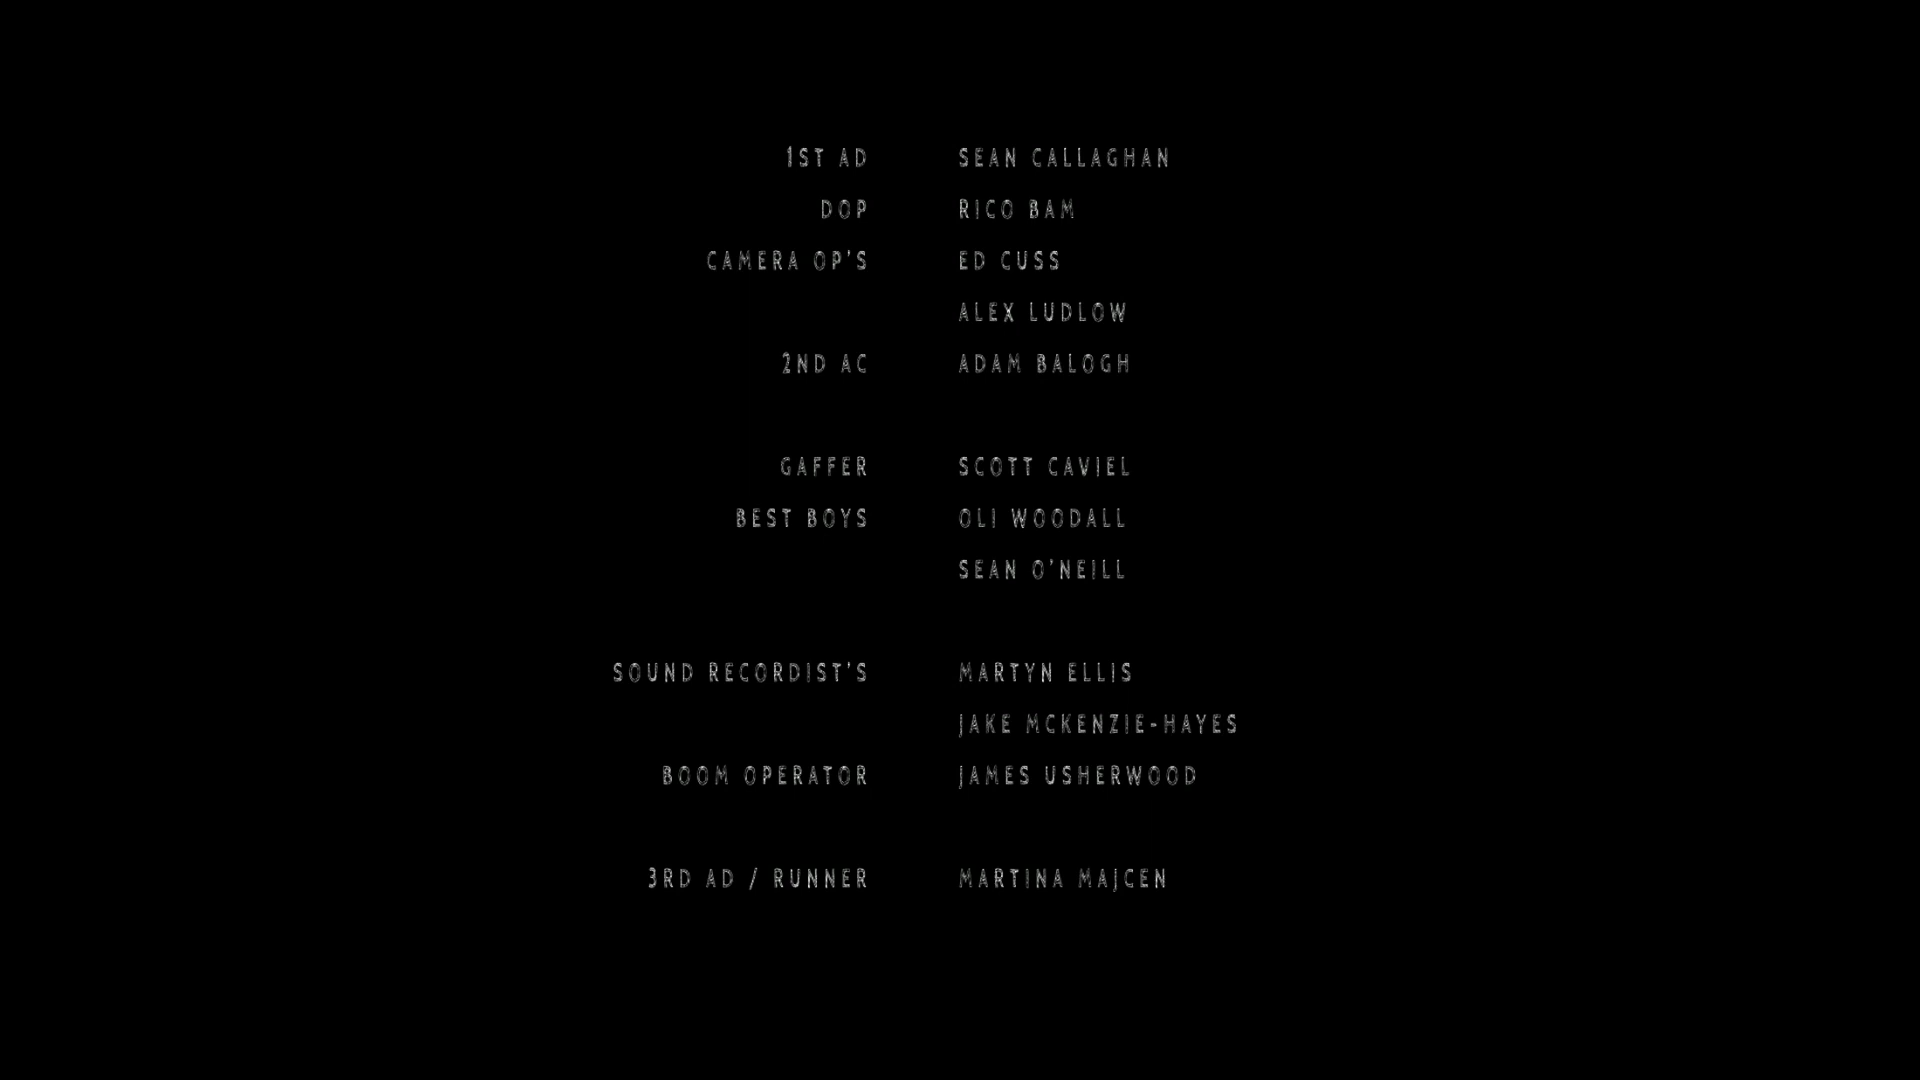 1ST AD SEAN CALLAGHAN
DOP RICO BAM
CAMERA OP'S ED CUSS
ALEX LUDLOW
2ND AC ADAM BALOGH
GAFFER SCOTT CAVIEL
BEST BOYS OLI WOODALL
SEAN O'NEILL
SOUND RECORDIST'S MARTYN ELLIS
JAKE MCKENZIE-HAYES
BOOM OPERATOR JAMES USHERWOOD
3RD AD / RUNNER MARTINA MAJCEN